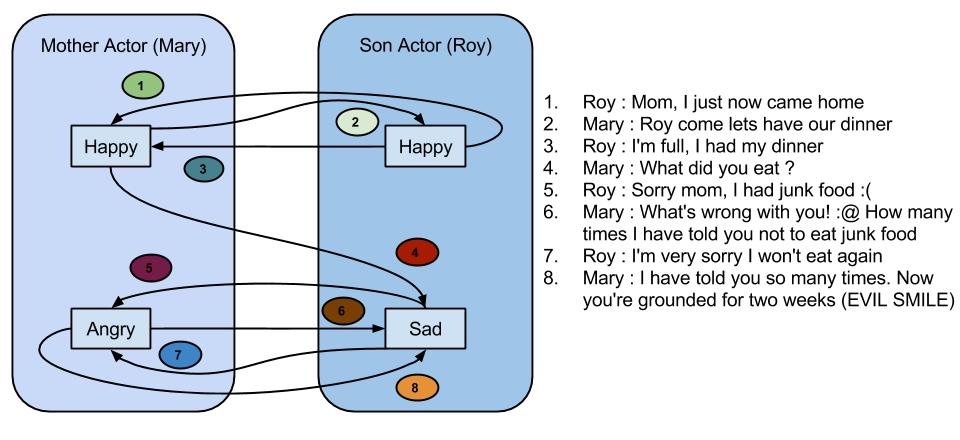 Mother Actor (Mary)
Son Actor (Roy)
1
2
Happy
Happy
3
4
5
6
Angry
Sad
7
8
1. Roy : Mom, I just now came home
2. Mary : Roy come lets have our dinner
3. Roy : I'm full, I had my dinner
4. Mary : What did you eat ?
5. Roy : Sorry mom, I had junk food :(
6. Mary : What's wrong with you! :@ How many
times I have told you not to eat junk food
7. Roy : I'm very sorry I won't eat again
8. Mary : I have told you so many times. Now
you're grounded for two weeks (EVIL SMILE)